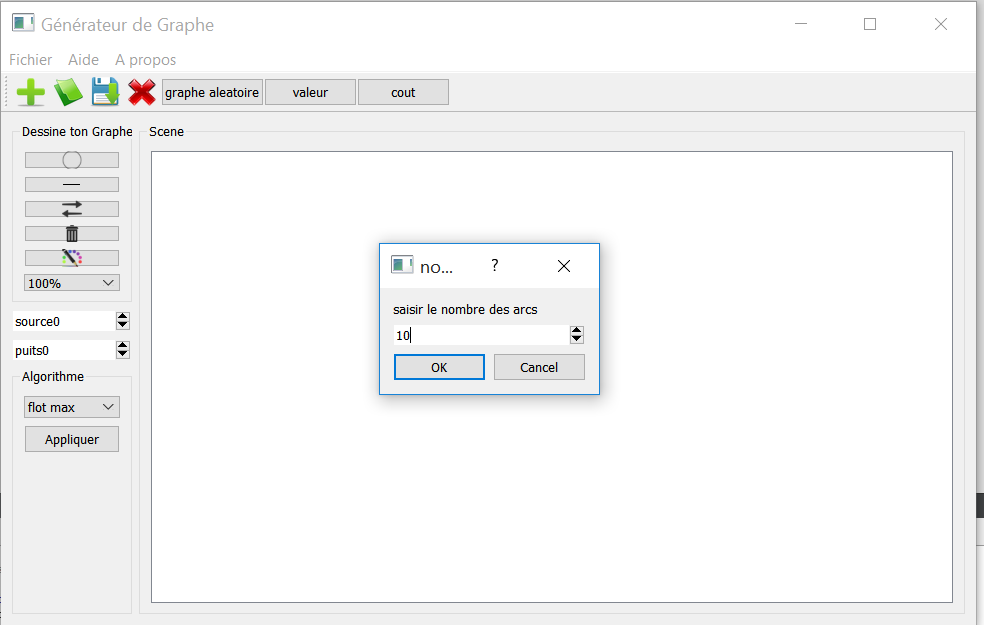 Générateur de Graphe
Fichier Aide A propos
graphe aleatoire valeur cout
Dessine ton Graphe
Scene
100%
source0
puits0
Algorithme
flot max
Appliquer
no... ?
saisir le nombre des arcs
10
OK Cancel